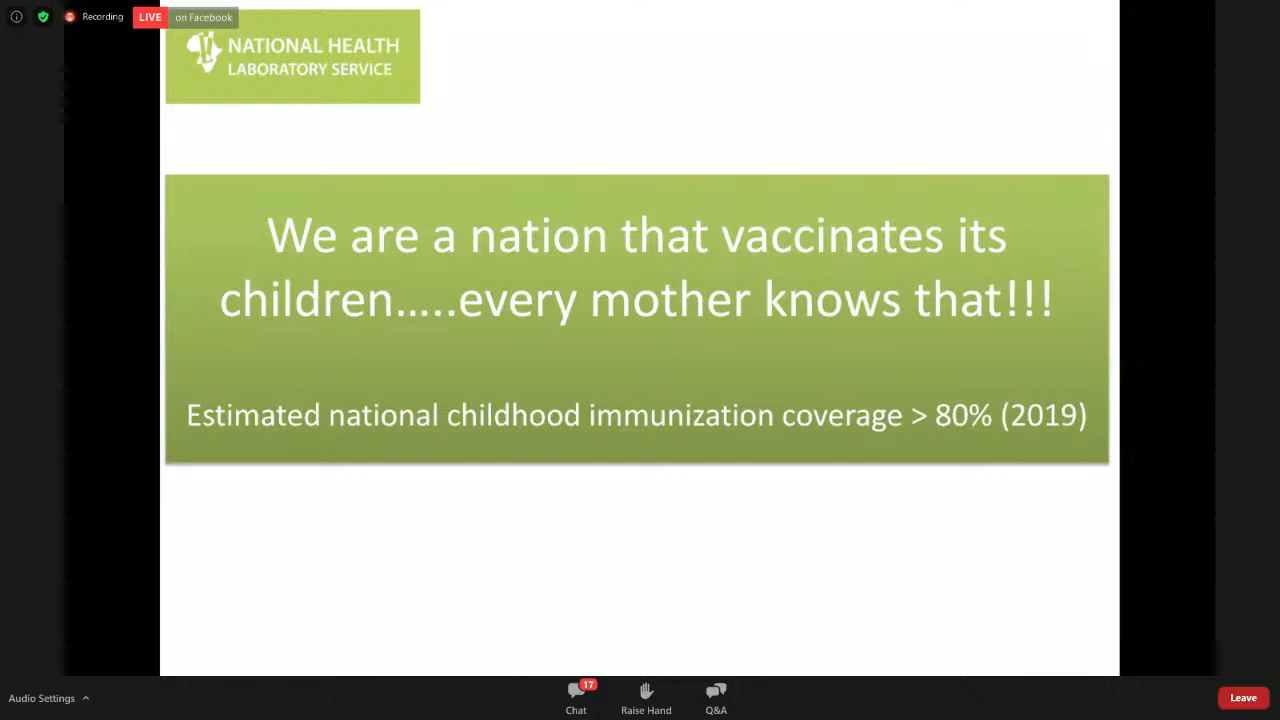 Recording
LIVE on Facebook
NATIONAL HEALTH
LABORATORY SERVICE
We are a nation that vaccinates its
children.....every mother knows that!!!
Estimated national childhood immunization coverage > 80% (2019)
Audio Settings
17
Chat
Raise Hand
Q&A
Leave